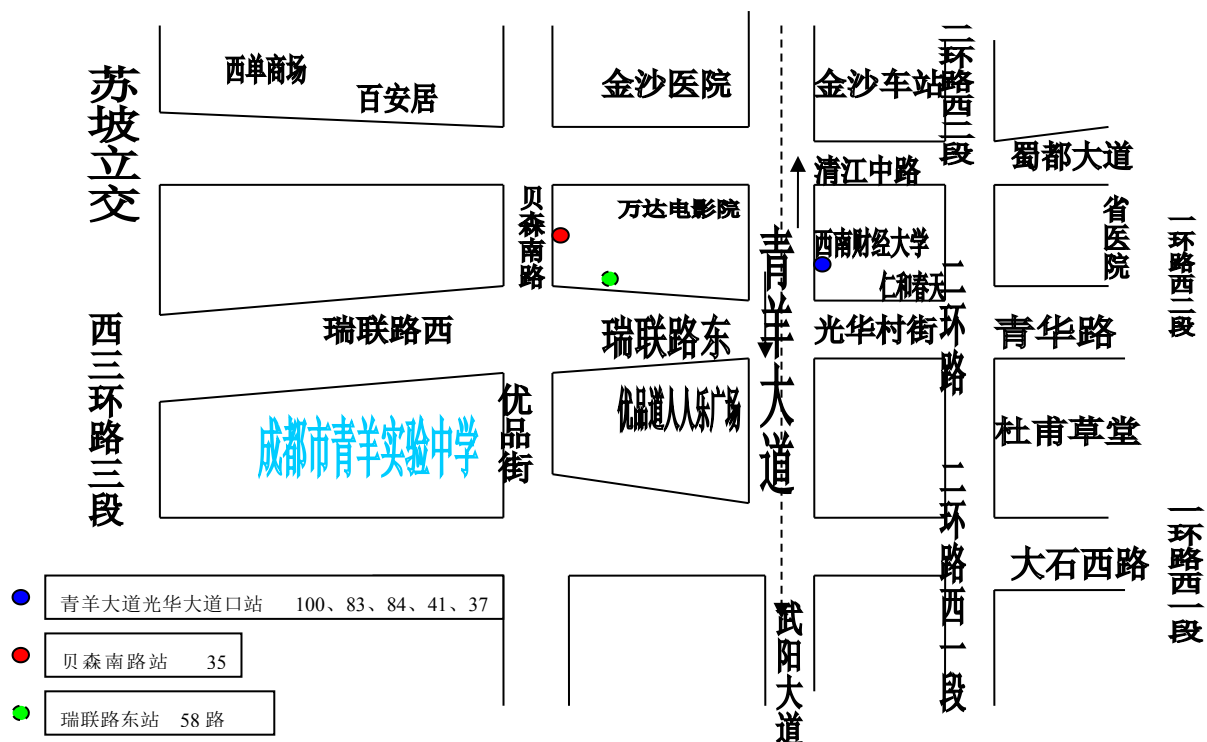 苏坡立交
西单商场
百安居
金沙医院
金沙车站
二环路西三段
清江中路
蜀都大道
贝森南路
万达电影院
青羊大道
西南财经大学
仁和春天
省医院
一环路西二段
西三环路三段
瑞联路西
瑞联路东
光华村街
二环路
青华路
成都市青羊实验中学
优品街
优品道人人乐广场
杜甫草堂
二环路西一段
大石西路
一环路西一段
武阳大道
青羊大道光华大道口站 100、83、84、41、37
贝森南路站 35
瑞联路东站 58 路